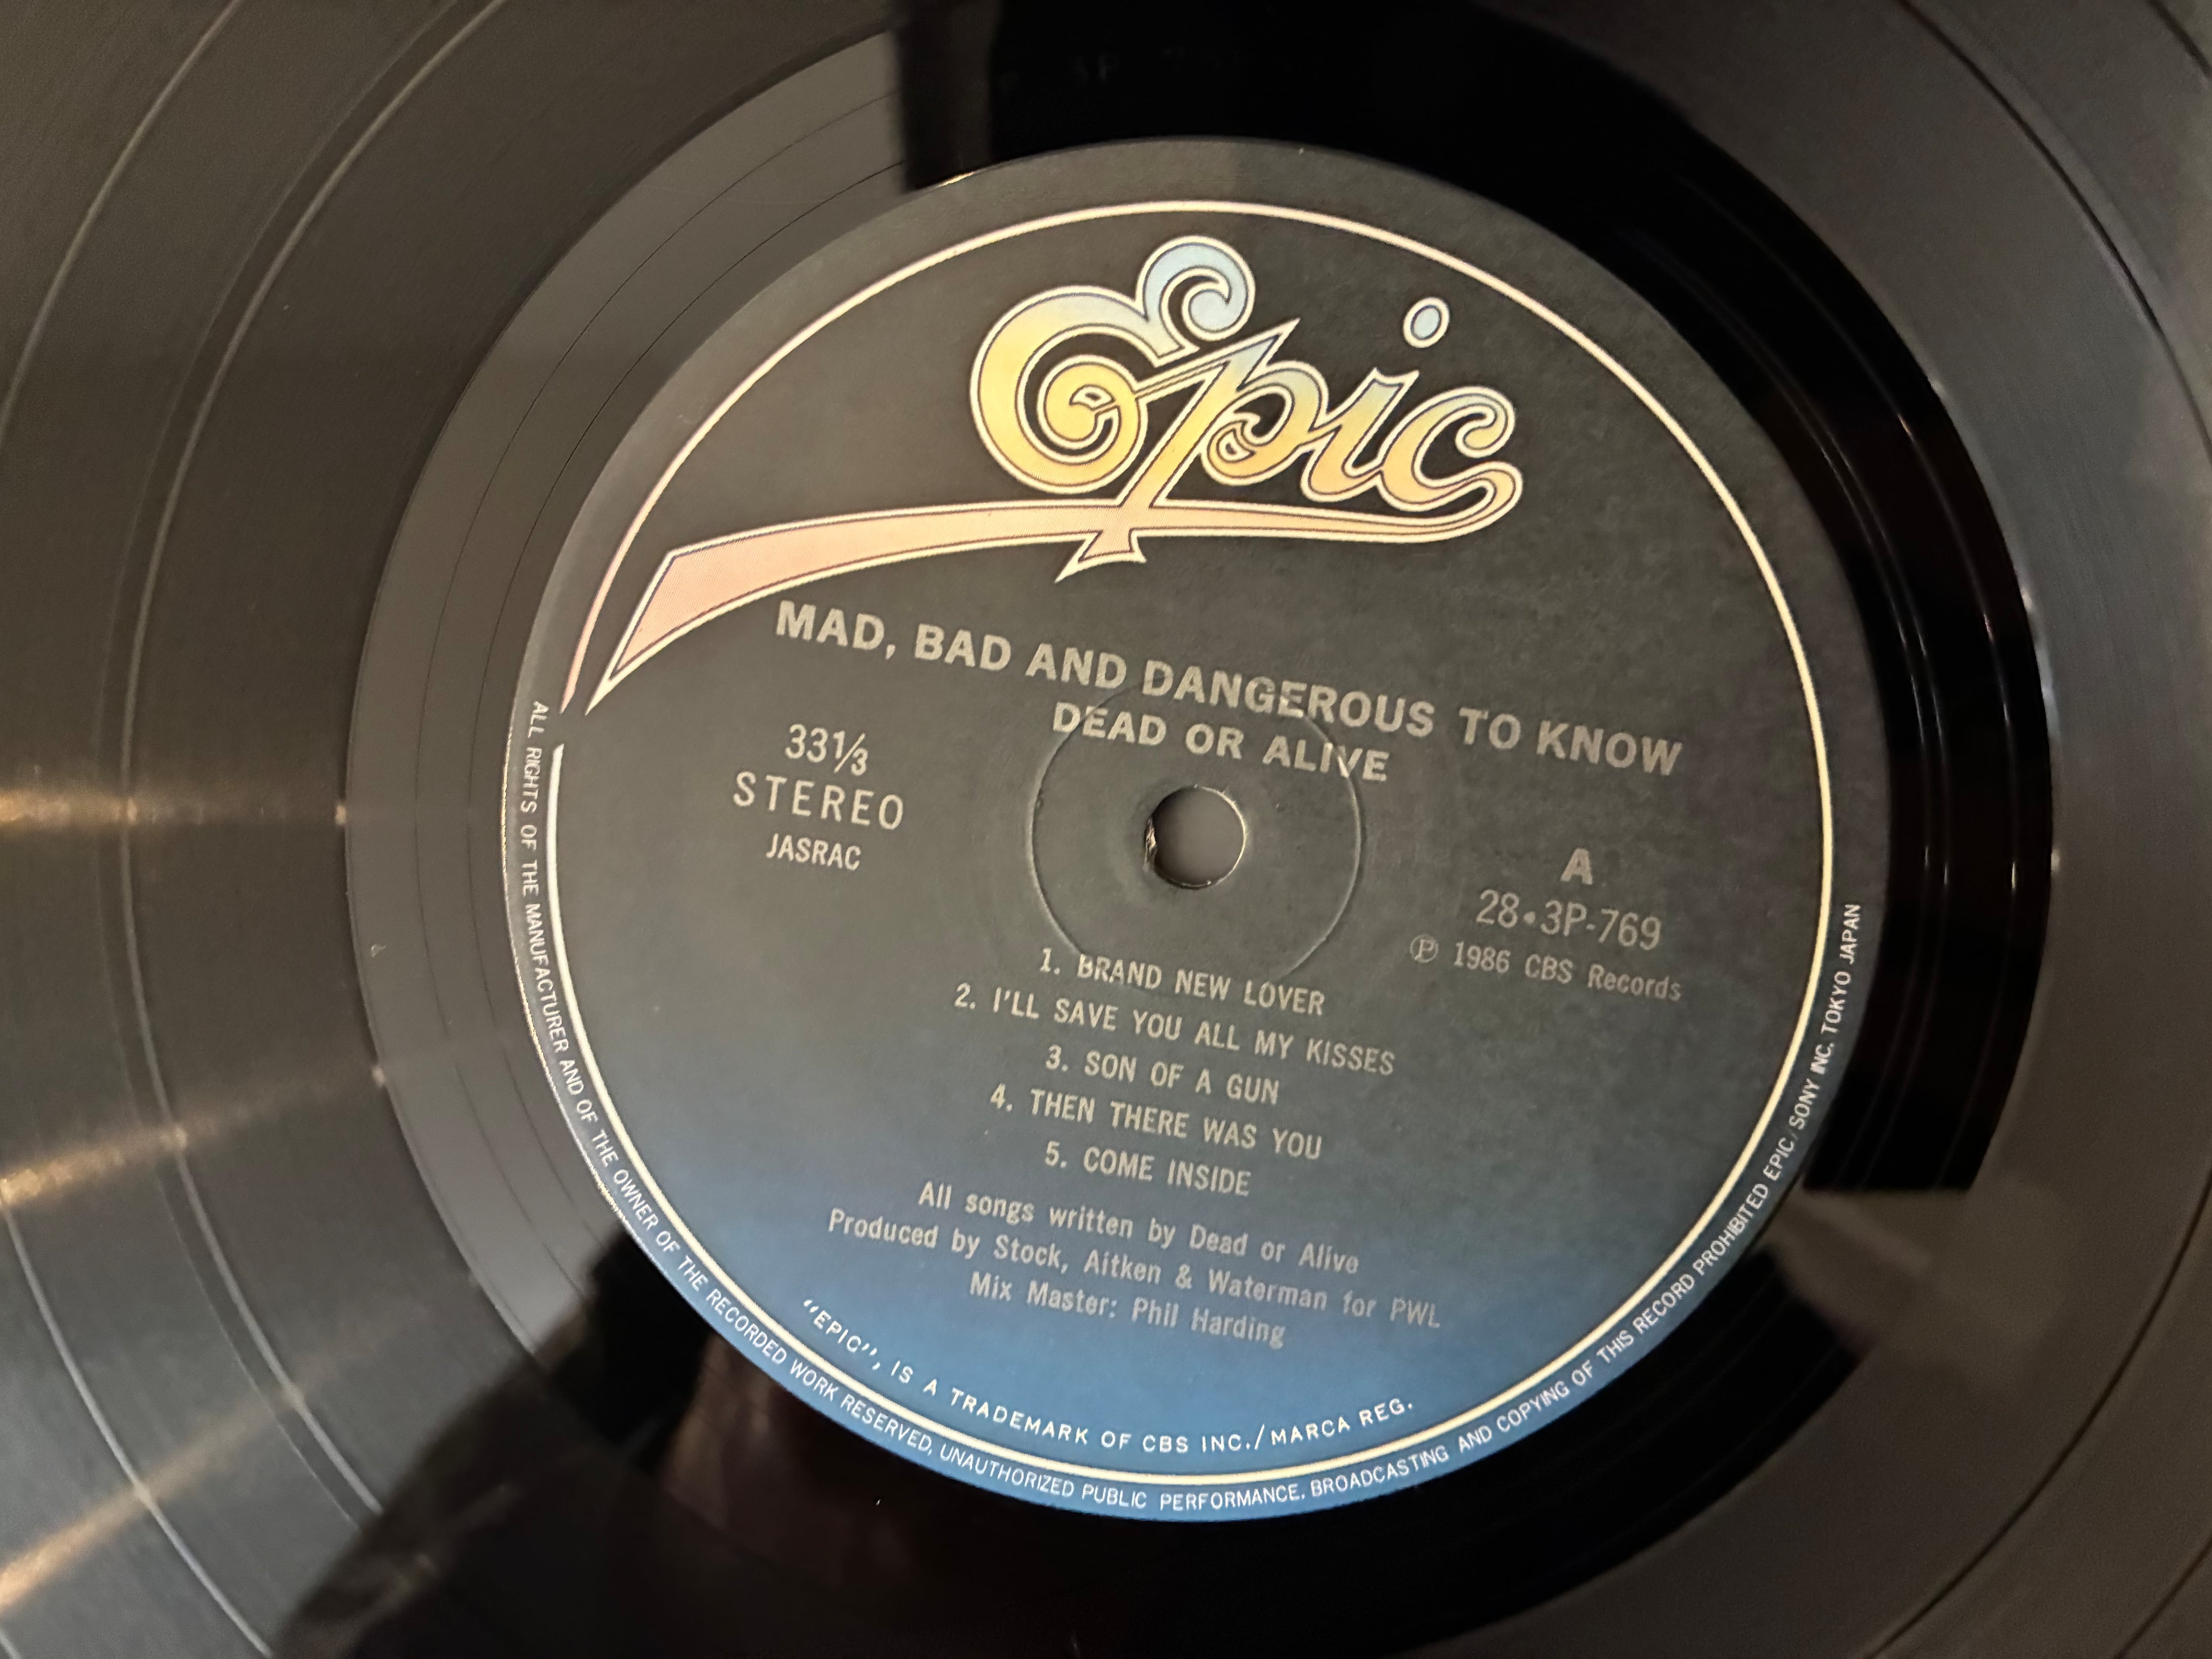 Epic
MAD, BAD AND DANGEROUS TO KNOW
DEAD OR ALIVE
33⅓
STEREO
JASRAC
A
28•3P-769
℗ 1986 CBS Records
1. BRAND NEW LOVER
2. I'LL SAVE YOU ALL MY KISSES
3. SON OF A GUN
4. THEN THERE WAS YOU
5. COME INSIDE
All songs written by Dead or Alive
Produced by Stock, Aitken & Waterman for PWL
Mix Master: Phil Harding
"EPIC", IS A TRADEMARK OF CBS INC./MARCA REG.
ALL RIGHTS OF THE MANUFACTURER AND OF THE OWNER OF THE RECORDED WORK RESERVED, UNAUTHORIZED PUBLIC PERFORMANCE. BROADCASTING AND COPYING OF THIS RECORD PROHIBITED EPIC/SONY INC. TOKYO JAPAN